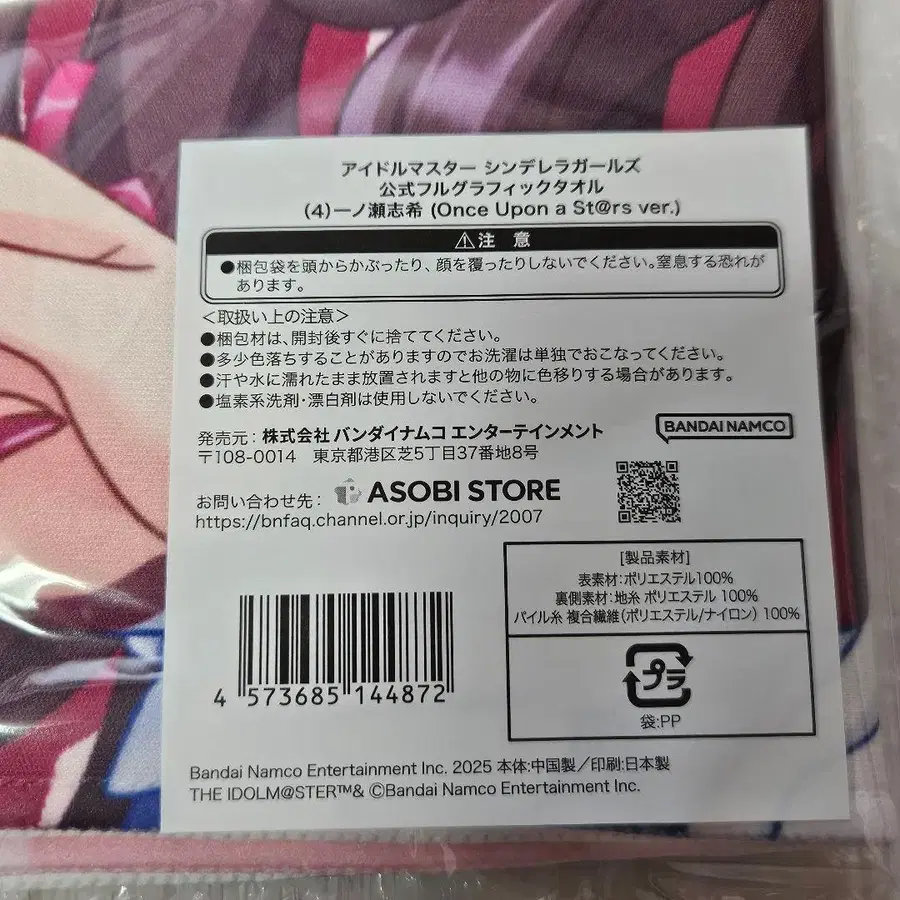 アイドルマスター シンデレラガールズ
公式フルグラフィックタオル
(4)一ノ瀬志希 (Once Upon a St@rs ver.)
⚠注 意
●梱包袋を頭からかぶったり、顔を覆ったりしないでください。窒息する恐れが
あります。
＜取扱い上の注意＞
●梱包材は、開封後すぐに捨ててください。
●多少色落ちすることがありますのでお洗濯は単独でおこなってください。
●汗や水に濡れたまま放置されますと他の物に色移りする場合があります。
●塩素系洗剤・漂白剤は使用しないでください。
発売元: 株式会社 バンダイナムコ エンターテインメント
〒108-0014 東京都港区芝5丁目37番地8号
BANDAI NAMCO
お問い合わせ先: ASOBI STORE
https://bnfaq.channel.or.jp/inquiry/2007
[製品素材]
表素材:ポリエステル100%
裏側素材:地糸 ポリエステル 100%
パイル糸 複合繊維(ポリエステル/ナイロン) 100%
プラ
袋:PP
4 573685 144872
Bandai Namco Entertainment Inc. 2025 本体:中国製／印刷:日本製
THE IDOLM@STER™& ©Bandai Namco Entertainment Inc.